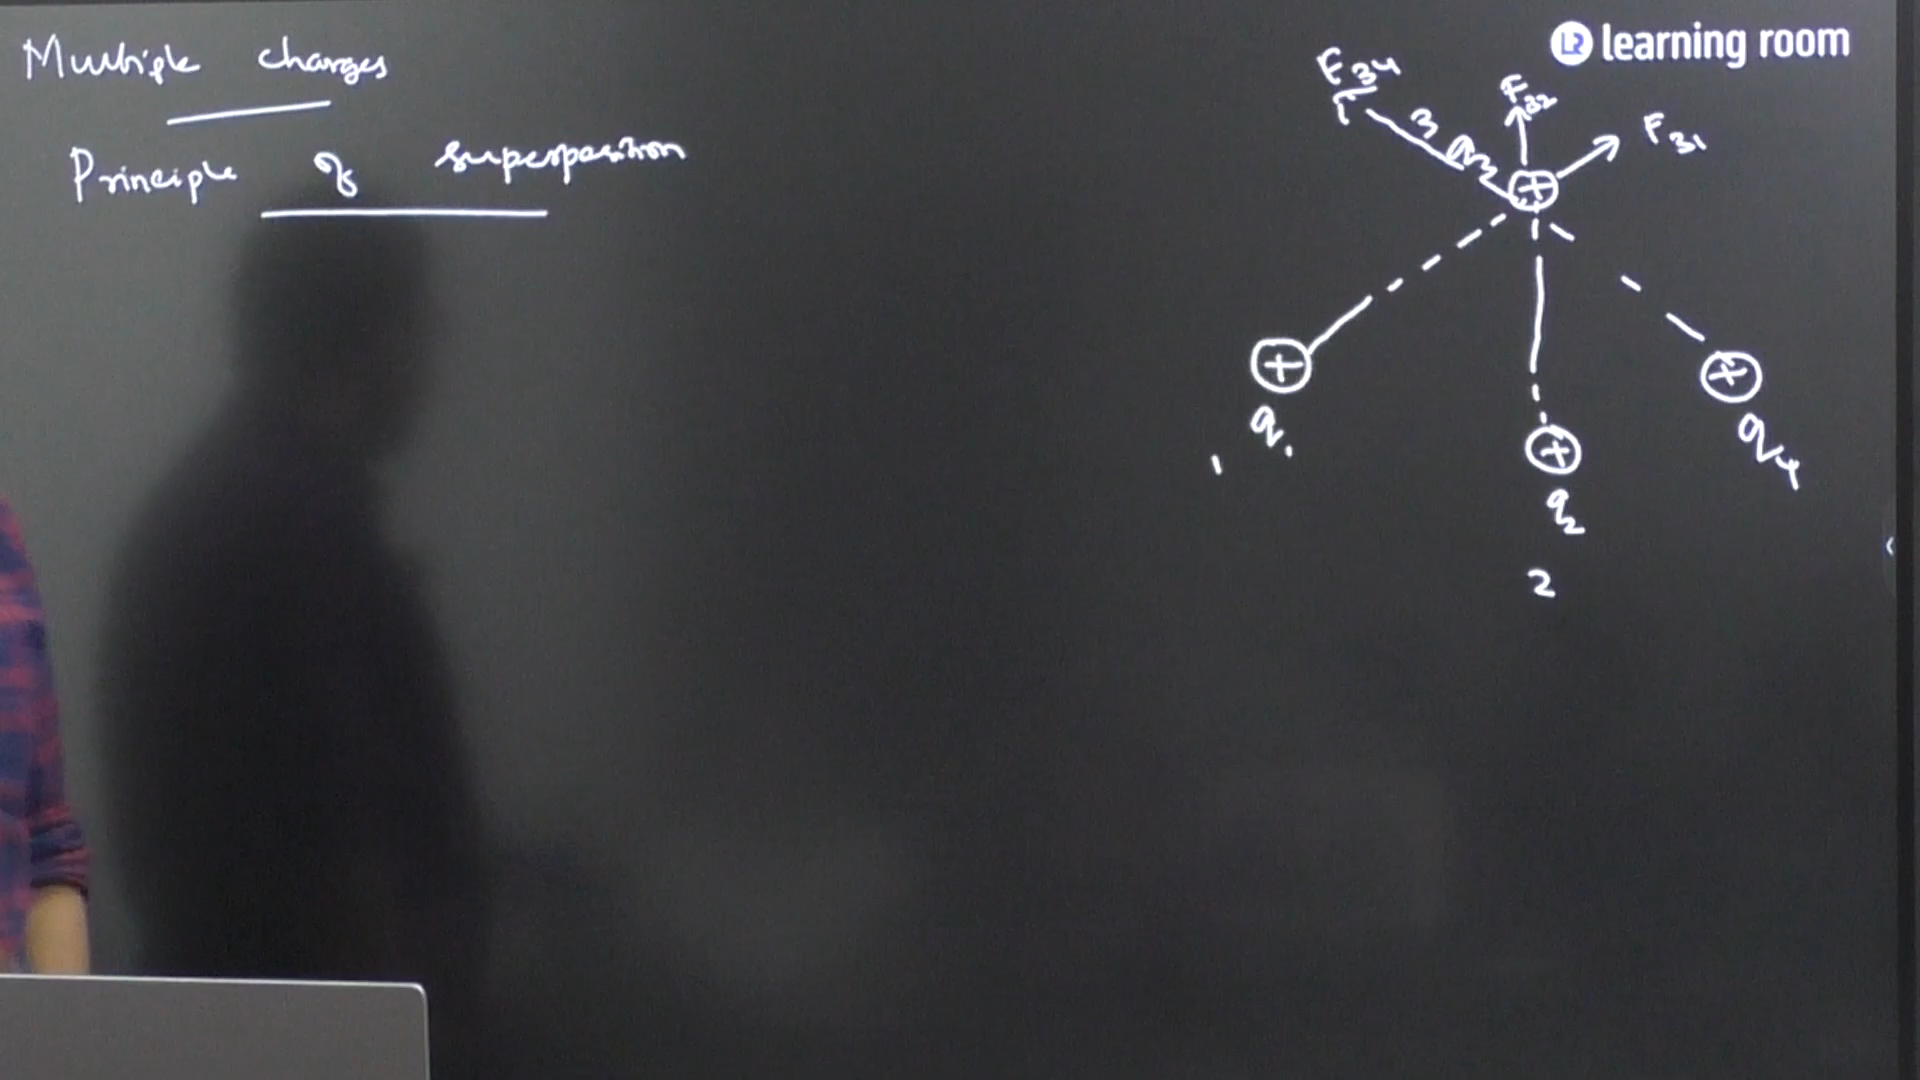 Multiple charges
Principle of superposition
learning room
F34
F32
F31
3
q3
+
+
q1
1
+
q2
2
+
q4